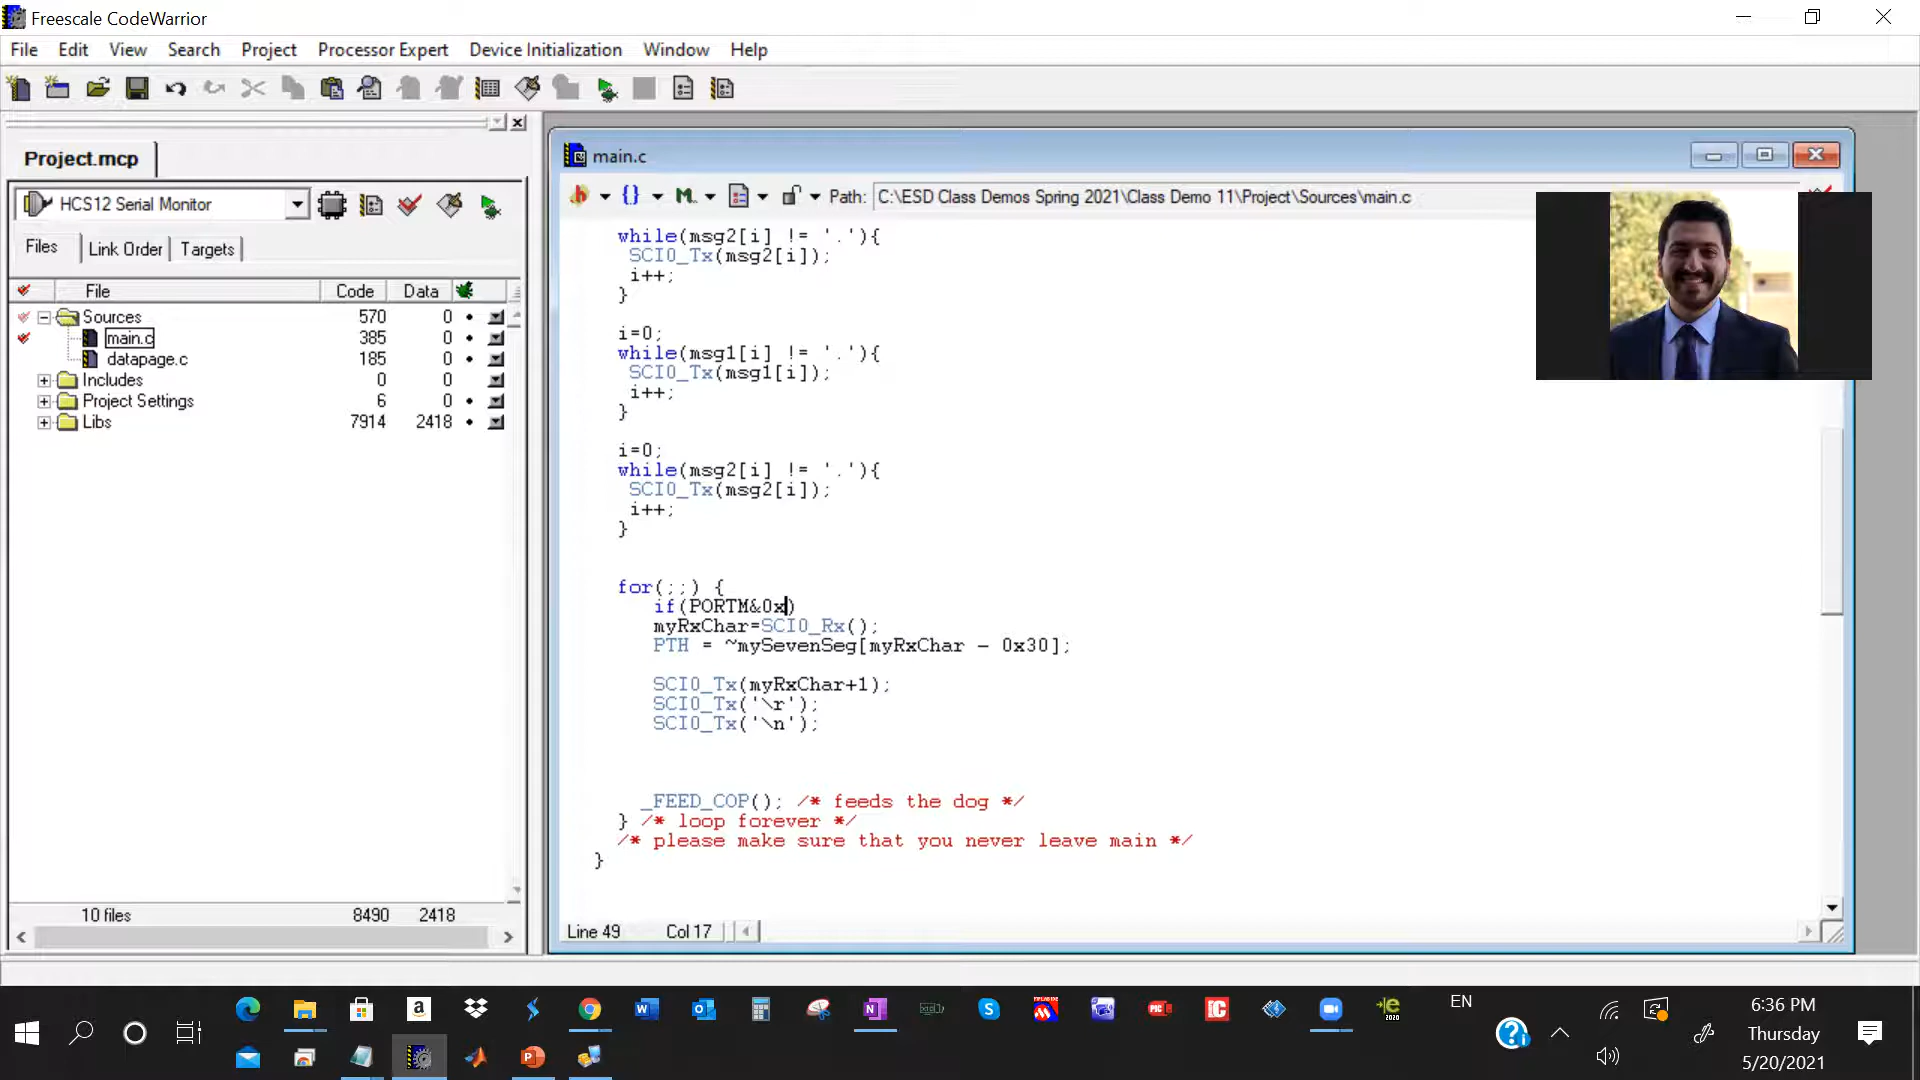 Freescale CodeWarrior
File Edit View Search Project Processor Expert Device Initialization Window Help
Project.mcp
HCS12 Serial Monitor
Files Link Order Targets
File Code Data
Sources 570 0
main.c 385 0
datapage.c 185 0
Includes 0 0
Project Settings 6 0
Libs 7914 2418
10 files 8490 2418
main.c
Path: C:\ESD Class Demos Spring 2021\Class Demo 11\Project\Sources\main.c
while(msg2[i] != '.'){
SCI0_Tx(msg2[i]);
i++;
}
i=0;
while(msg1[i] != '.'){
SCI0_Tx(msg1[i]);
i++;
}
i=0;
while(msg2[i] != '.'){
SCI0_Tx(msg2[i]);
i++;
}
for(;;) {
if(PORTM&0x)
myRxChar=SCI0_Rx();
PTH = ~mySevenSeg[myRxChar - 0x30];
SCI0_Tx(myRxChar+1);
SCI0_Tx('\r');
SCI0_Tx('\n');
_FEED_COP(); /* feeds the dog */
} /* loop forever */
/* please make sure that you never leave main */
}
Line 49 Col 17
EN
6:36 PM
Thursday
5/20/2021